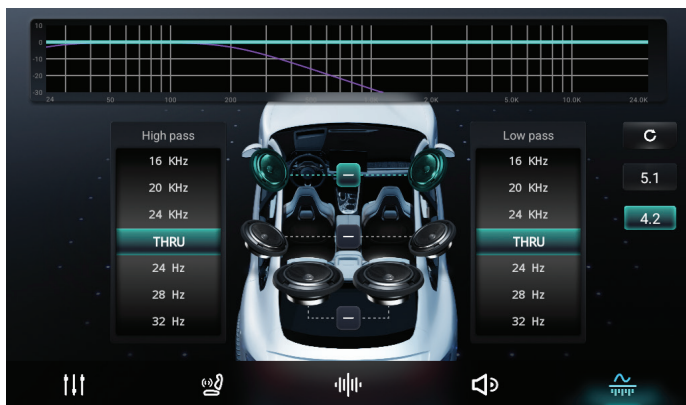 10
0
-10
-20
-30
24 50 100 200 2.0K 5.0K 10.0K 24.0K
High pass
16 KHz
20 KHz
24 KHz
THRU
24 Hz
28 Hz
32 Hz
Low pass
16 KHz
20 KHz
24 KHz
THRU
24 Hz
28 Hz
32 Hz
5.1
4.2